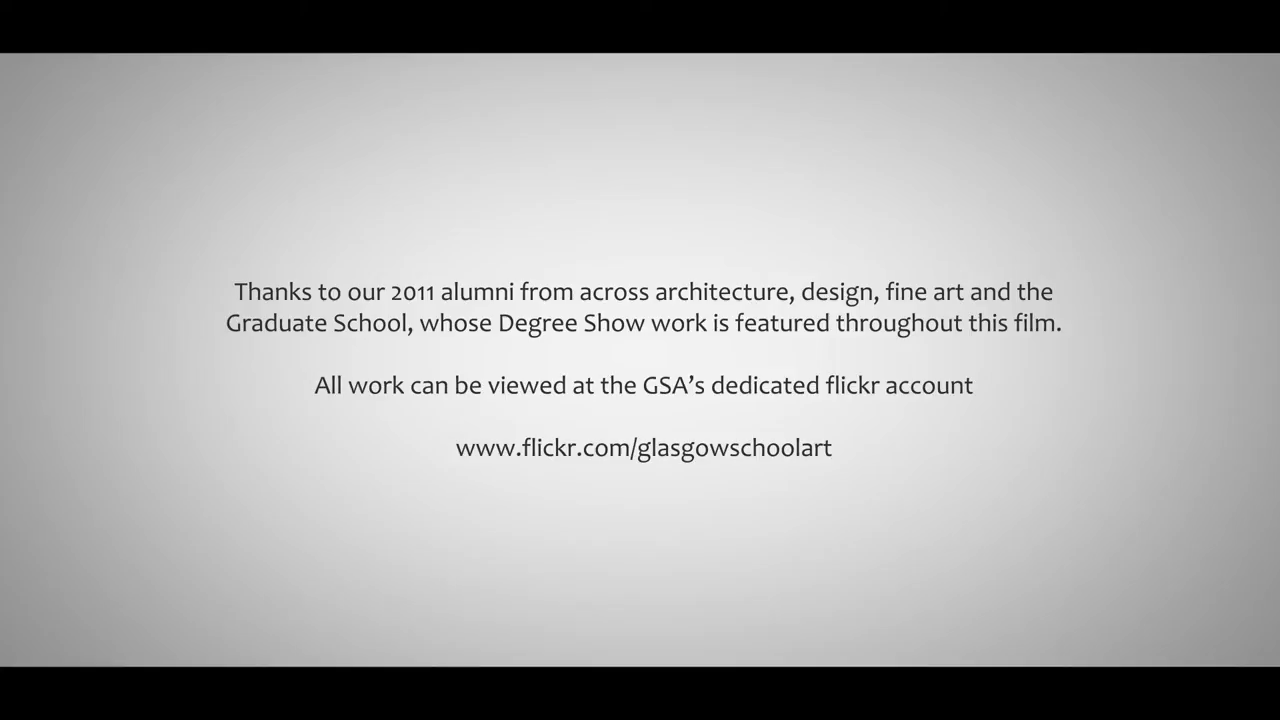 Thanks to our 2011 alumni from across architecture, design, fine art and the
Graduate School, whose Degree Show work is featured throughout this film.
All work can be viewed at the GSA’s dedicated flickr account
www.flickr.com/glasgowschoolart